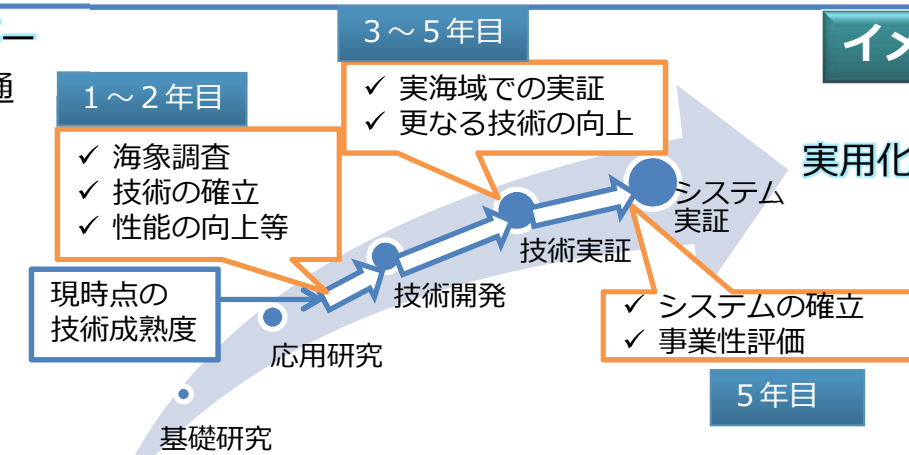 通
イメ
3~5年目
✓ 実海域での実証
✓ 更なる技術の向上
1~2年目
✓ 海象調査
✓ 技術の確立
✓ 性能の向上等
実用化
システム
実証
技術実証
技術開発
現時点の
技術成熟度
応用研究
基礎研究
✓ システムの確立
✓ 事業性評価
5年目